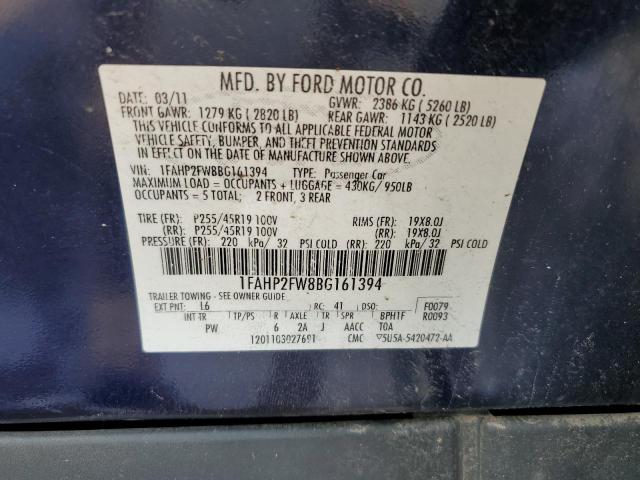 MFD. BY FORD MOTOR CO.
DATE: 03/11 GVWR: 2386 KG ( 5260 LB)
FRONT GAWR: 1279 KG ( 2820 LB) REAR GAWR: 1143 KG ( 2520 LB)
THIS VEHICLE CONFORMS TO ALL APPLICABLE FEDERAL MOTOR
VEHICLE SAFETY, BUMPER, AND THEFT PREVENTION STANDARDS
IN EFFECT ON THE DATE OF MANUFACTURE SHOWN ABOVE.
VIN: 1FAHP2FW8BG161394 TYPE: Passenger Car
MAXIMUM LOAD = OCCUPANTS + LUGGAGE = 430KG/ 950LB
OCCUPANTS = 5 TOTAL; 2 FRONT, 3 REAR
TIRE (FR): P255/45R19 100V RIMS (FR): 19X8.0J
(RR): P255/45R19 100V (RR): 19X8.0J
PRESSURE (FR): 220 kPa/ 32 PSI COLD (RR): 220 kPa/ 32 PSI COLD
1FAHP2FW8BG161394
TRAILER TOWING - SEE OWNER GUIDE.
EXT PNT: L6 RC: 41 DSO: F0079
INT TR TP/PS R AXLE TR SPR BPH1F R0093
PW 6 2A J AACC TOA
1201103027691 CMC ▽5U5A-5420472-AA